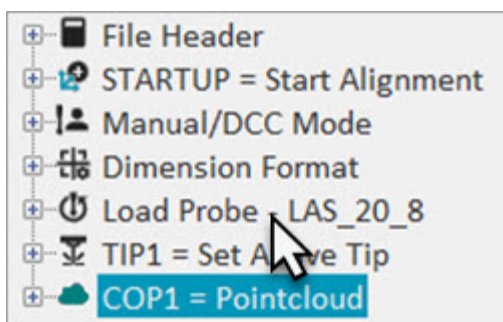 File Header
STARTUP = Start Alignment
Manual/DCC Mode
Dimension Format
Load Probe - LAS_20_8
TIP1 = Set Tip
COP1 = Pointcloud